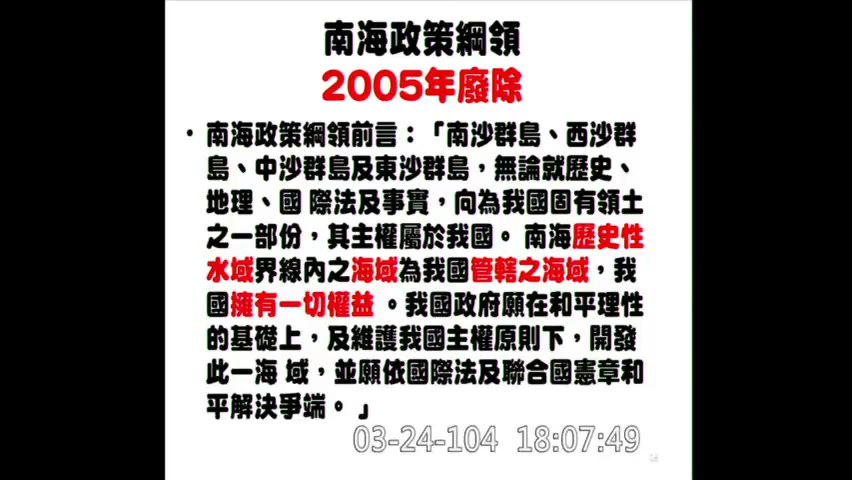 南海政策綱領
2005年廢除
• 南海政策綱領前言：「南沙群島、西沙群
島、中沙群島及東沙群島，無論就歷史、
地理、國 際法及事實，向為我國固有領土
之一部份，其主權屬於我國。 南海歷史性
水域界線內之海域為我國管轄之海域，我
國擁有一切權益 。我國政府願在和平理性
的基礎上，及維護我國主權原則下，開發
此一海 域，並願依國際法及聯合國憲章和
平解決爭端。 」
03-24-104 18:07:49